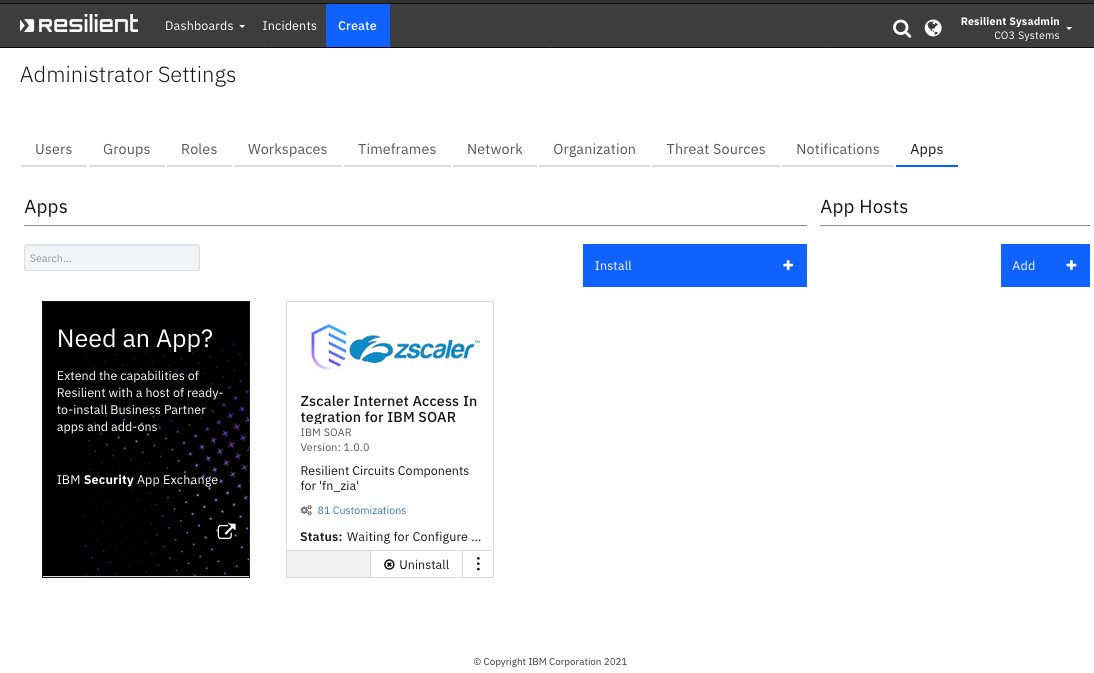 Resilient
Dashboards
Incidents
Create
Resilient Sysadmin
CO3 Systems
Administrator Settings
Users
Groups
Roles
Workspaces
Timeframes
Network
Organization
Threat Sources
Notifications
Apps
Apps
App Hosts
Search...
Install
Add
Need an App?
Extend the capabilities of
Resilient with a host of ready-
to-install Business Partner
apps and add-ons
IBM Security App Exchange
zscaler™
Zscaler Internet Access In
tegration for IBM SOAR
IBM SOAR
Version: 1.0.0
Resilient Circuits Components
for 'fn_zia'
81 Customizations
Status: Waiting for Configure ...
Uninstall
© Copyright IBM Corporation 2021